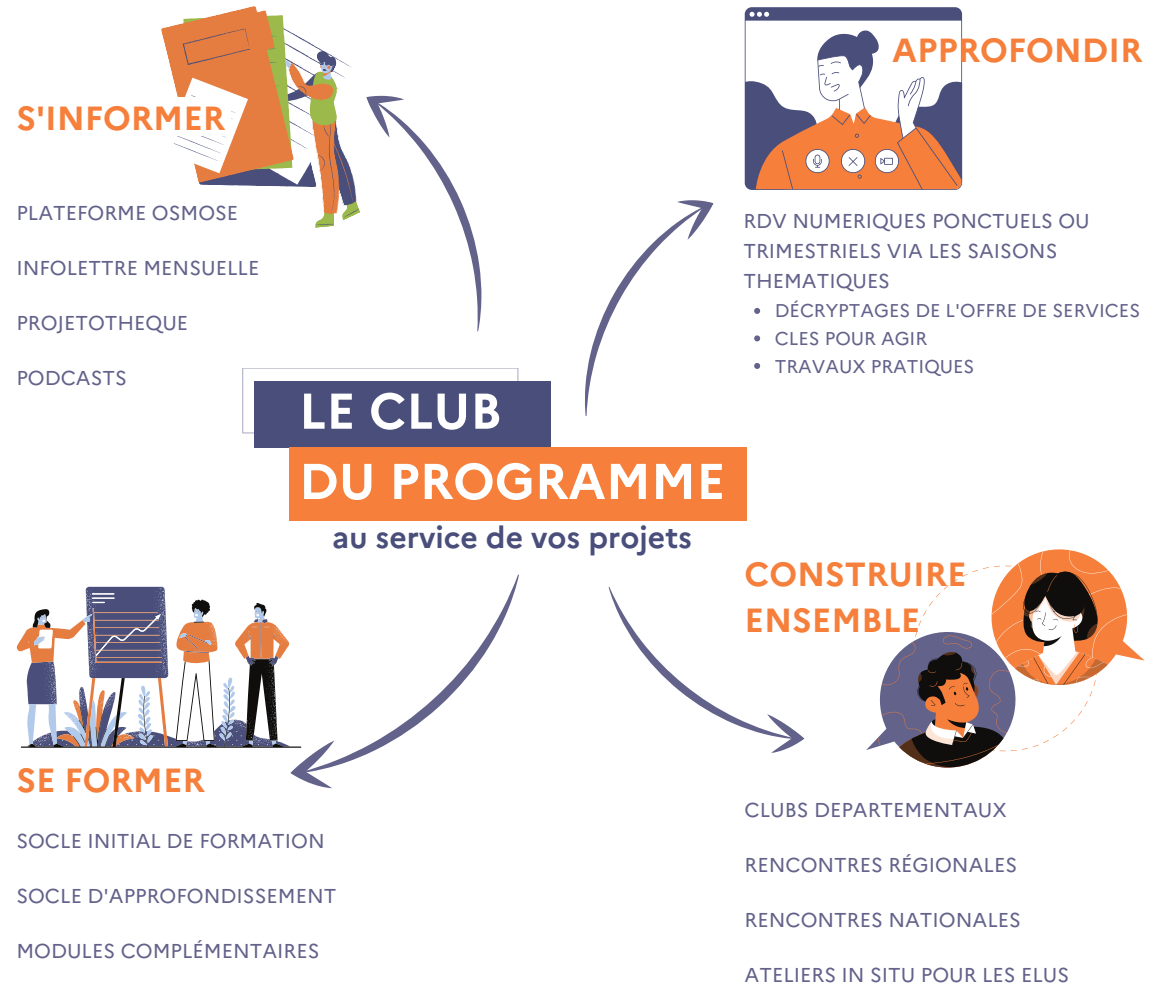 S'INFORMER
PLATEFORME OSMOSE
INFOLETTRE MENSUELLE
PROJETOTHEQUE
PODCASTS
APPROFONDIR
RDV NUMERIQUES PONCTUELS OU
TRIMESTRIELS VIA LES SAISONS
THEMATIQUES
• DÉCRYPTAGES DE L'OFFRE DE SERVICES
• CLES POUR AGIR
• TRAVAUX PRATIQUES
LE CLUB
DU PROGRAMME
au service de vos projets
SE FORMER
SOCLE INITIAL DE FORMATION
SOCLE D'APPROFONDISSEMENT
MODULES COMPLÉMENTAIRES
CONSTRUIRE
ENSEMBLE
CLUBS DEPARTEMENTAUX
RENCONTRES RÉGIONALES
RENCONTRES NATIONALES
ATELIERS IN SITU POUR LES ELUS